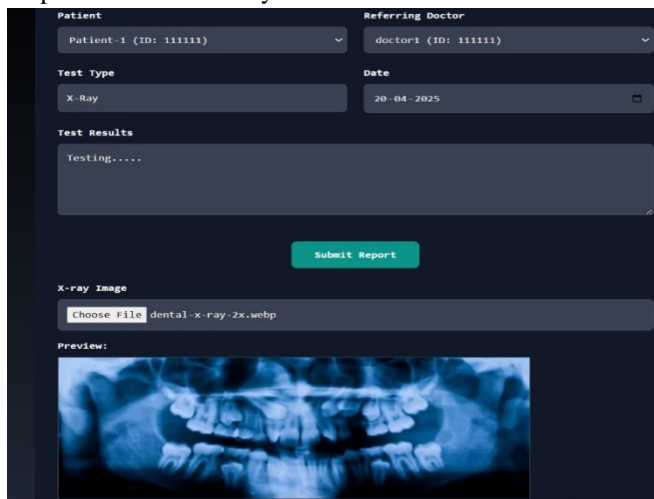 Patient
Referring Doctor
Patient-1 (ID: 111111)
doctor1 (ID: 111111)
Test Type
Date
X-Ray
20-04-2025
Test Results
Testing.....
Submit Report
X-ray Image
Choose File dental-x-ray-2x.webp
Preview: